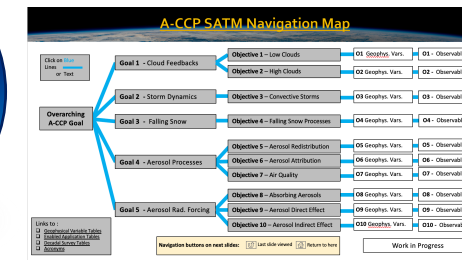 A-CCP SATM Navigation Map
Click on Blue
Lines
or Text
Overarching
A-CCP Goal
Goal 1 - Cloud Feedbacks
Goal 2 - Storm Dynamics
Goal 3 - Falling Snow
Goal 4 - Aerosol Processes
Goal 5 - Aerosol Rad. Forcing
Objective 1 – Low Clouds
Objective 2 – High Clouds
Objective 3 – Convective Storms
Objective 4 – Falling Snow Processes
Objective 5 – Aerosol Redistribution
Objective 6 – Aerosol Attribution
Objective 7 – Air Quality
Objective 8 – Absorbing Aerosols
Objective 9 – Aerosol Direct Effect
Objective 10 – Aerosol Indirect Effect
O1 Geophys. Vars.
O2 Geophys. Vars.
O3 Geophys. Vars.
O4 Geophys. Vars.
O5 Geophys. Vars.
O6 Geophys. Vars.
O7 Geophys. Vars.
O8 Geophys. Vars.
O9 Geophys. Vars.
O10 Geophys. Vars.
O1 - Observabl
O2 - Observabl
O3 - Observabl
O4 - Observabl
O5 - Observabl
O6 - Observabl
O7 - Observabl
O8 - Observabl
O9 - Observabl
O10 - Observabl
Links to :
Geophysical Variable Tables
Enabled Application Tables
Decadal Survey Tables
Acronyms
Navigation buttons on next slides: Last slide viewed Return to here
Work in Progress